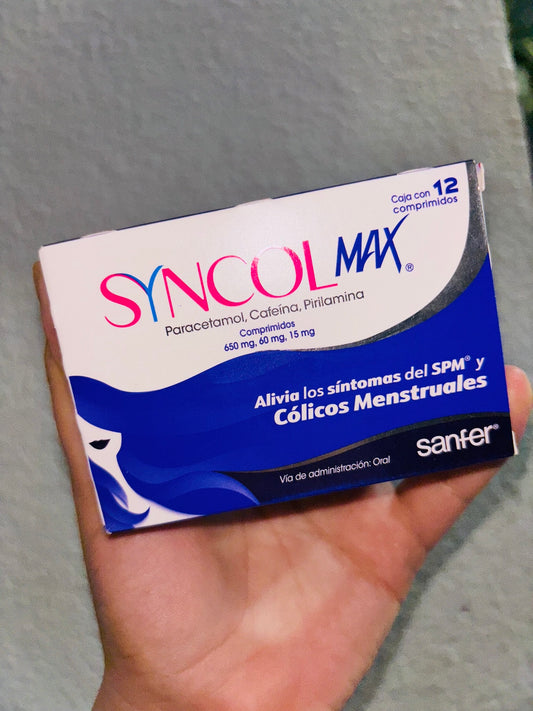 Caja con 12
comprimidos
SYNCOL MAX®
Paracetamol, Cafeína, Pirilamina
Comprimidos
650 mg, 60 mg, 15 mg
Alivia los síntomas del SPM® y
Cólicos Menstruales
sanfer®
Vía de administración: Oral